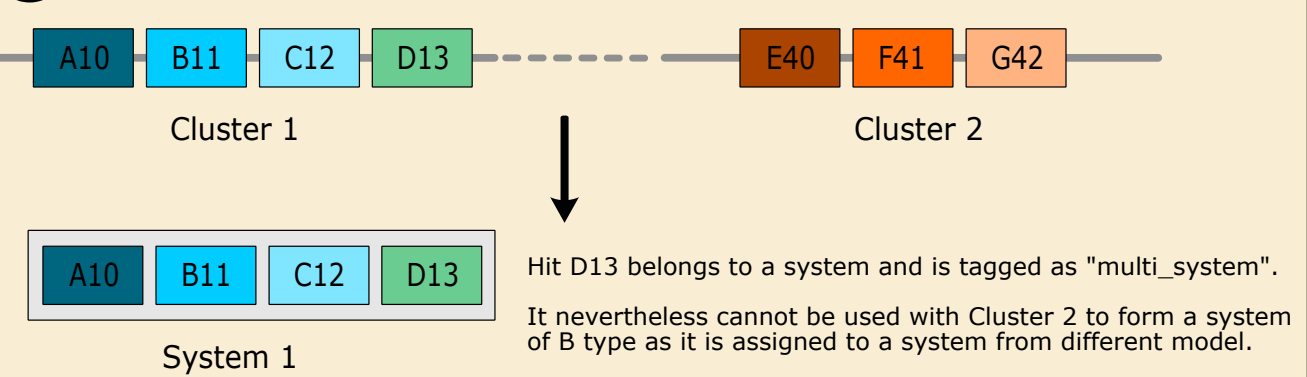 A10 B11 C12 D13 E40 F41 G42
Cluster 1 Cluster 2
A10 B11 C12 D13
Hit D13 belongs to a system and is tagged as "multi_system".
It nevertheless cannot be used with Cluster 2 to form a system
of B type as it is assigned to a system from different model.
System 1